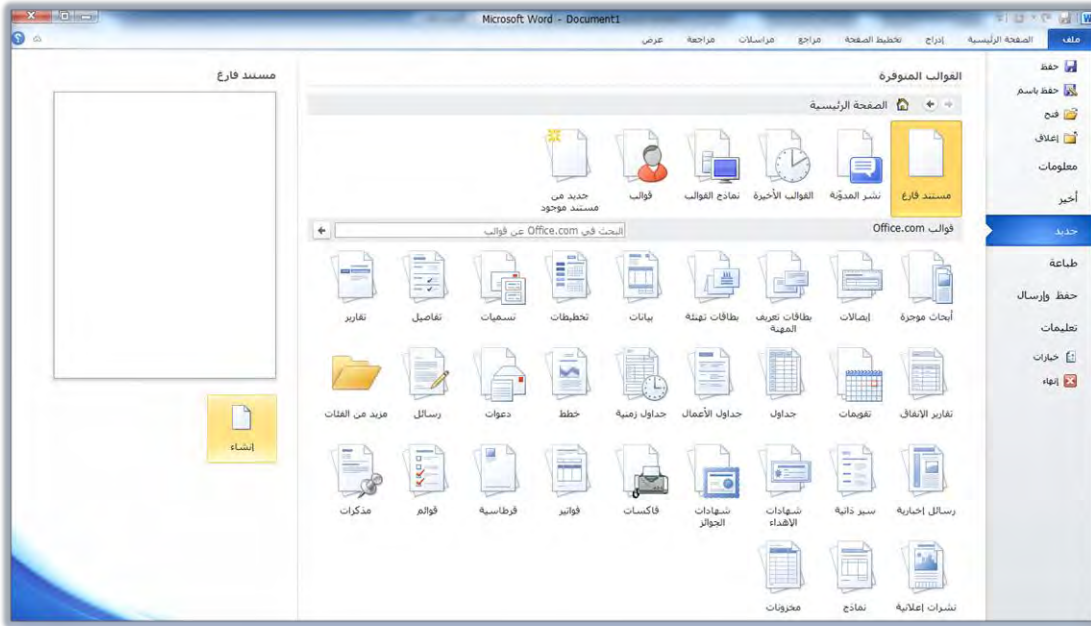 Microsoft Word - Document1
ملف
الصفحة الرئيسية
إدراج
تخطيط الصفحة
مراجع
مراسلات
مراجعة
عرض
حفظ
حفظ باسم
فتح
إغلاق
معلومات
أخير
جديد
طباعة
حفظ وإرسال
تعليمات
خيارات
إنهاء
القوالب المتوفرة
الصفحة الرئيسية
مستند فارغ
نشر المدوّنة
القوالب الأخيرة
نماذج القوالب
قوالب
جديد من
مستند موجود
قوالب Office.com
البحث في Office.com عن قوالب
أبحاث موجزة
إيصالات
بطاقات تعريف
المهنة
بطاقات تهنئة
بيانات
تخطيطات
تسميات
تفاصيل
تقارير
تقارير الإنفاق
تقويمات
جداول
جداول الأعمال
جداول زمنية
خطط
دعوات
رسائل
مزيد من الفئات
رسائل إخبارية
سير ذاتية
شهادات
الإهداء
شهادات
الجوائز
فاكسات
فواتير
قرطاسية
قوائم
مذكرات
نشرات إعلانية
نماذج
مخزونات
مستند فارغ
إنشاء